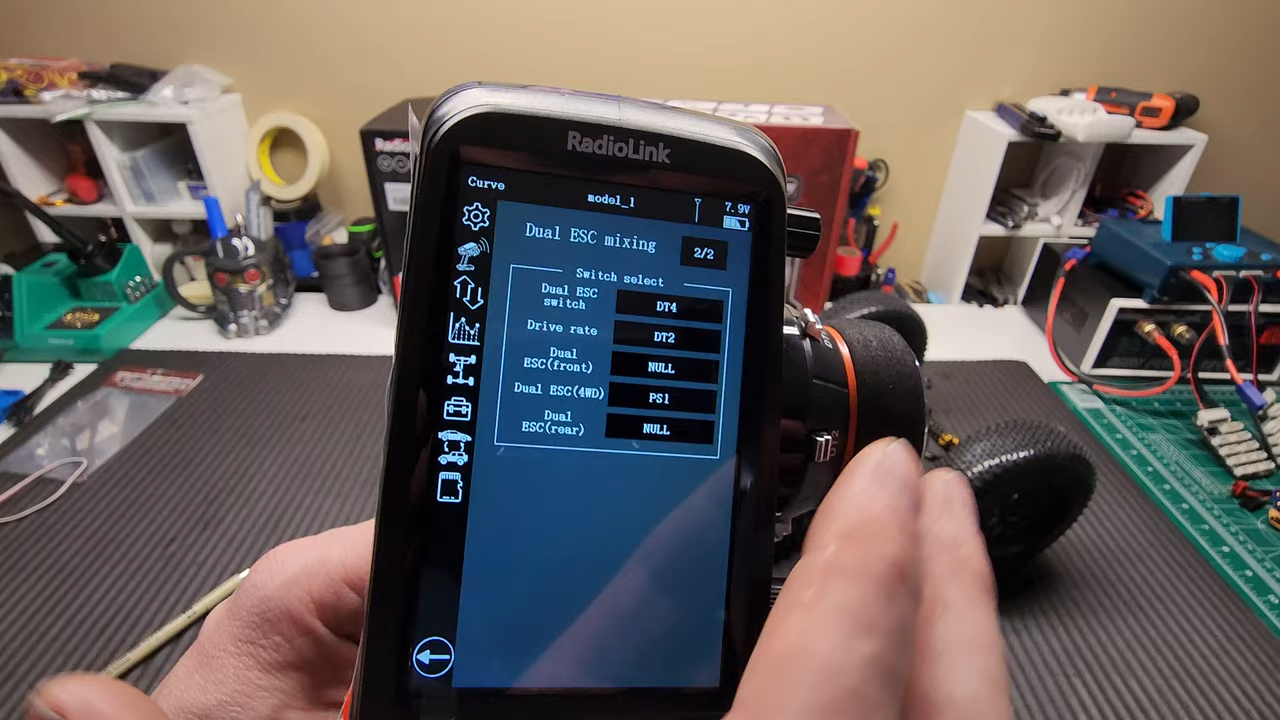 RadioLink
Curve
model_1
7.9V
Dual ESC mixing
2/2
Switch select
Dual ESC
switch
DT4
Drive rate
DT2
Dual
ESC(front)
NULL
Dual ESC(4WD)
PS1
Dual
ESC(rear)
NULL
DT2